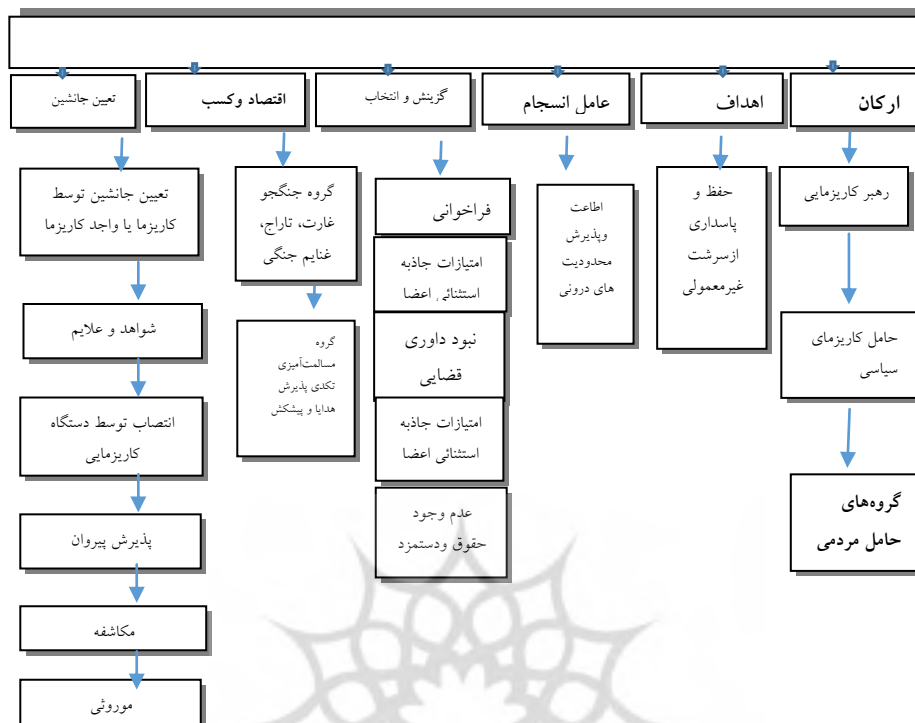 ارکان
اهداف
عامل انسجام
گزینش و انتخاب
اقتصاد وکسب
تعیین جانشین
رهبر کاریزمایی
حامل کاریزمای
سیاسی
گروه‌های
حامل مردمی
حفظ و
پاسداری
ازسرشت
غیرمعمولی
اطاعت
وپذیرش
محدودیت
های درونی
فراخوانی
امتیازات جاذبه
استثنائی اعضا
نبود داوری
قضایی
امتیازات جاذبه
استثنائی اعضا
عدم وجود
حقوق ودستمزد
گروه جنگجو
غارت، تاراج،
غنایم جنگی
گروه
مسالمت‌آمیزی
تکدی پذیرش
هدایا و پیشکش
تعیین جانشین توسط
کاریزما یا واجد کاریزما
شواهد و علایم
انتصاب توسط دستگاه
کاریزمایی
پذیرش پیروان
مکاشفه
موروثی